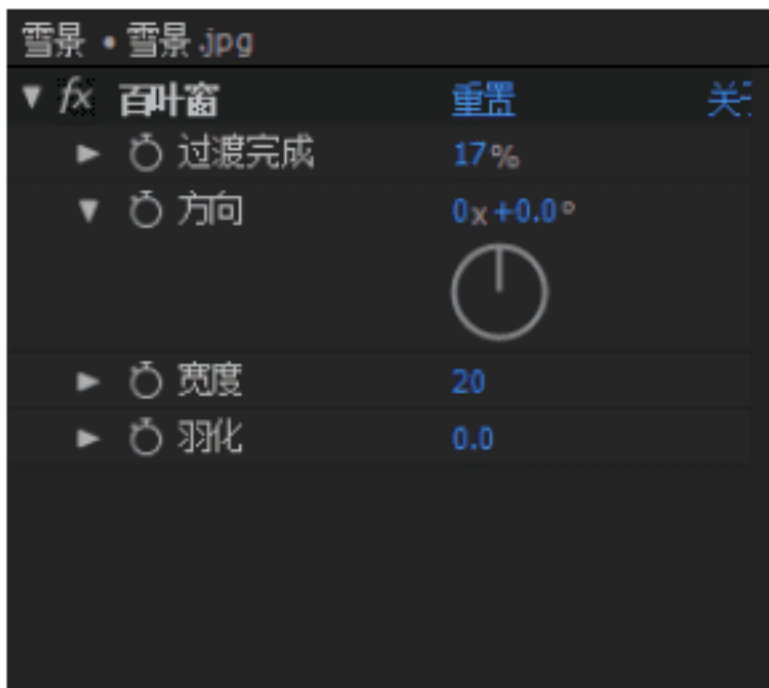 雪景 • 雪景.jpg
fx 百叶窗 重置
过渡完成 17%
方向 0x+0.0°
宽度 20
羽化 0.0